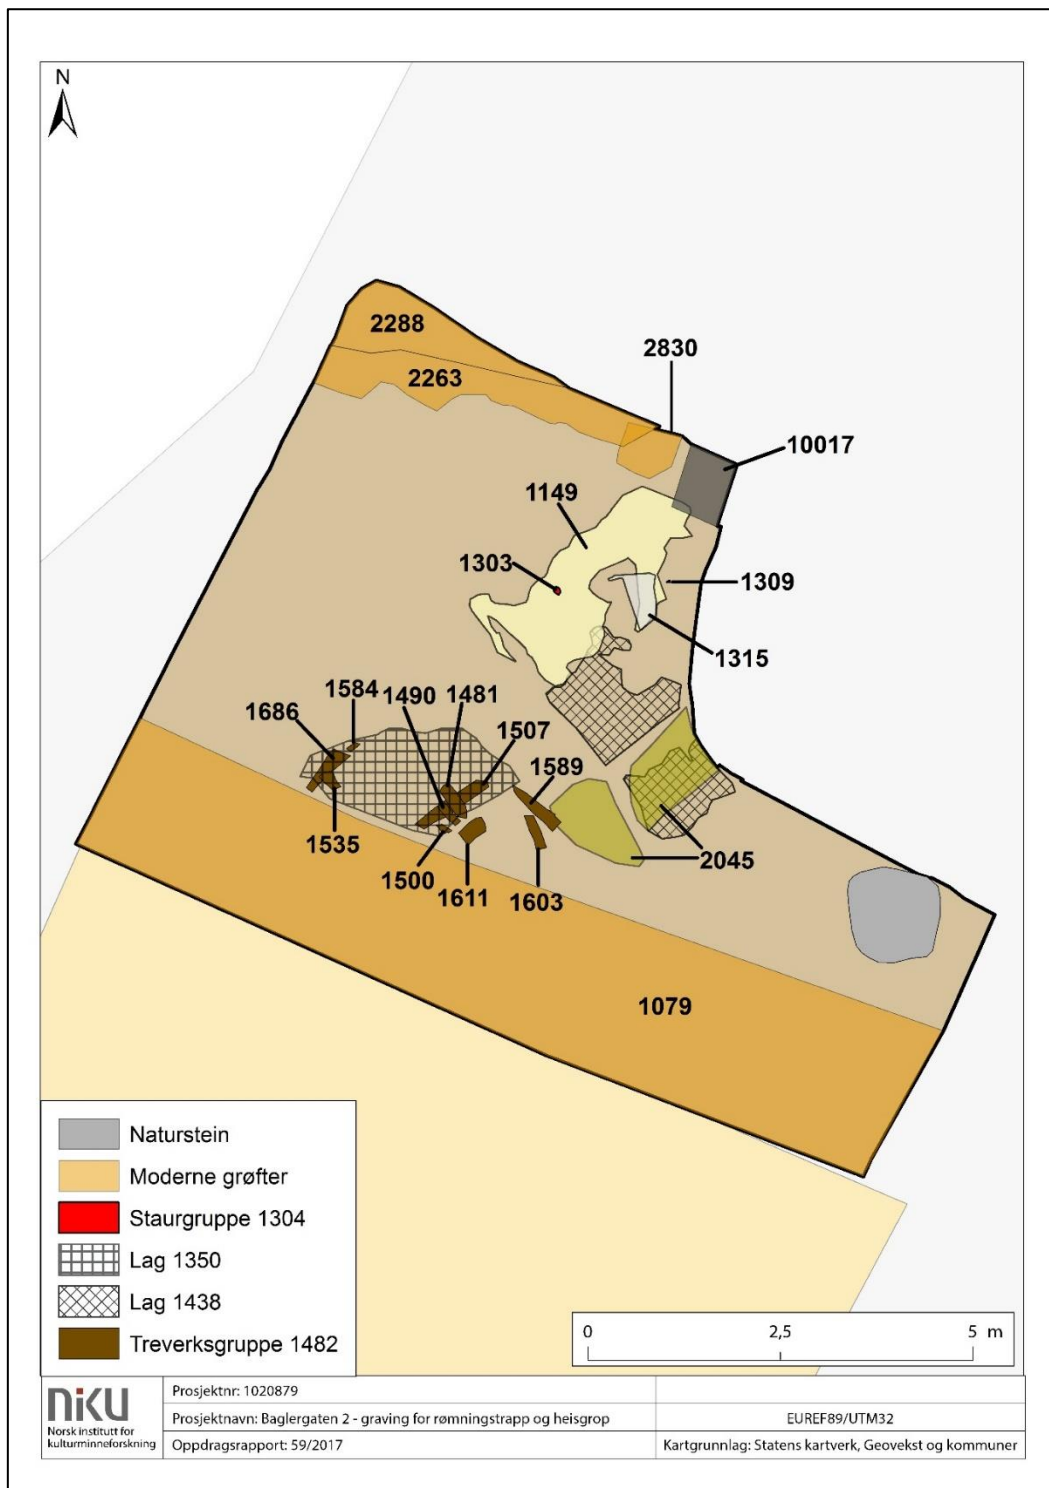 N
2288
2263
2830
10017
1149
1303
1309
1315
1584
1490
1481
1686
1507
1589
1535
1500
1611
1603
2045
1079
Naturstein
Moderne grøfter
Staurgruppe 1304
Lag 1350
Lag 1438
Treverksgruppe 1482
0 2,5 5 m
niku
Norsk institutt for
kulturminneforskning
Prosjektnr: 1020879
Prosjektnavn: Baglergaten 2 - graving for rømningstrapp og heisgrop
EUREF89/UTM32
Oppdragsrapport: 59/2017
Kartgrunnlag: Statens kartverk, Geovekst og kommuner